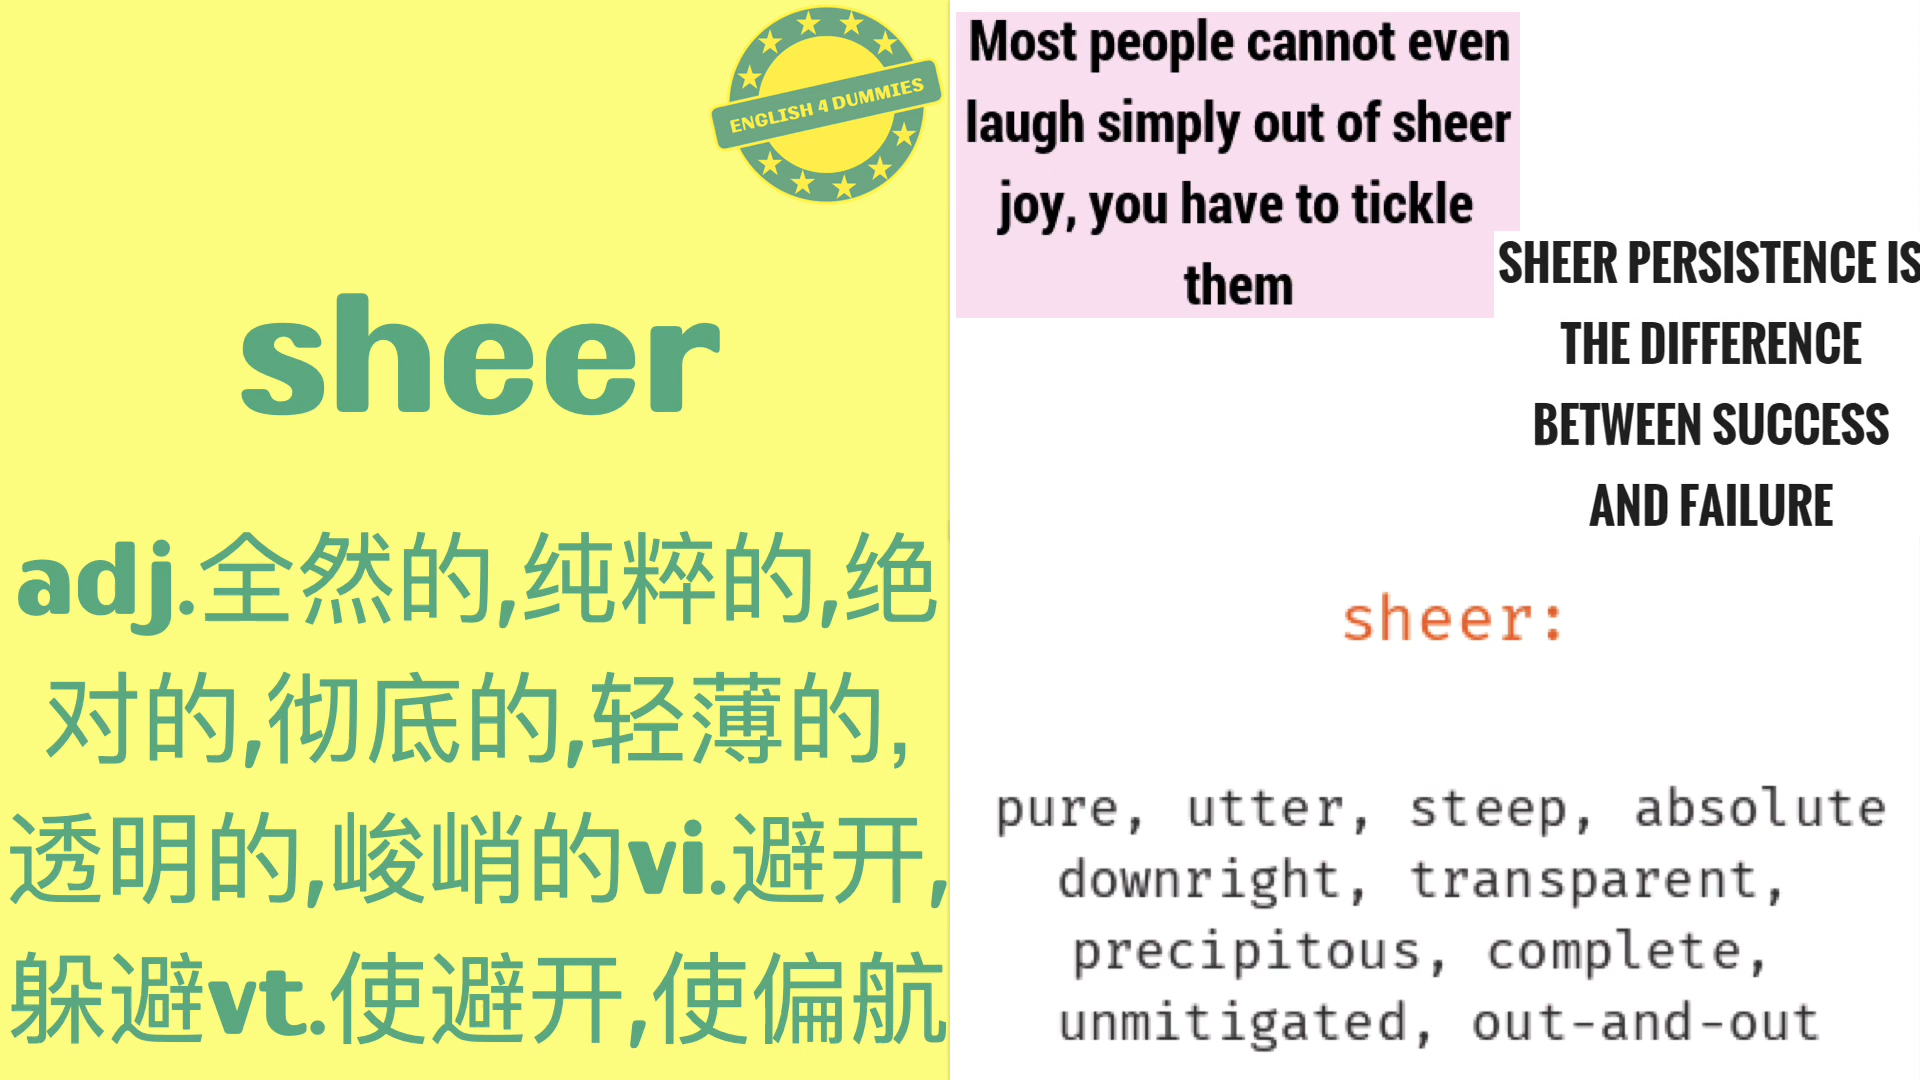 ENGLISH 4 DUMMIES
sheer
adj.全然的,纯粹的,绝
对的,彻底的,轻薄的,
透明的,峻峭的vi.避开,
躲避vt.使避开,使偏航
Most people cannot even
laugh simply out of sheer
joy, you have to tickle
them
SHEER PERSISTENCE IS
THE DIFFERENCE
BETWEEN SUCCESS
AND FAILURE
sheer:
pure, utter, steep, absolute
downright, transparent,
precipitous, complete,
unmitigated, out-and-out